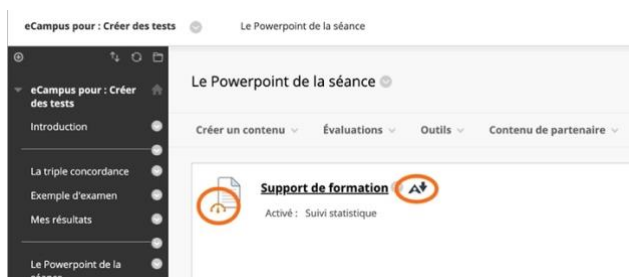 eCampus pour : Créer des tests
Le Powerpoint de la séance
eCampus pour : Créer
des tests
Introduction
La triple concordance
Exemple d'examen
Mes résultats
Le Powerpoint de la
séance
Le Powerpoint de la séance
Créer un contenu Évaluations Outils Contenu de partenaire
Support de formation A
Activé : Suivi statistique